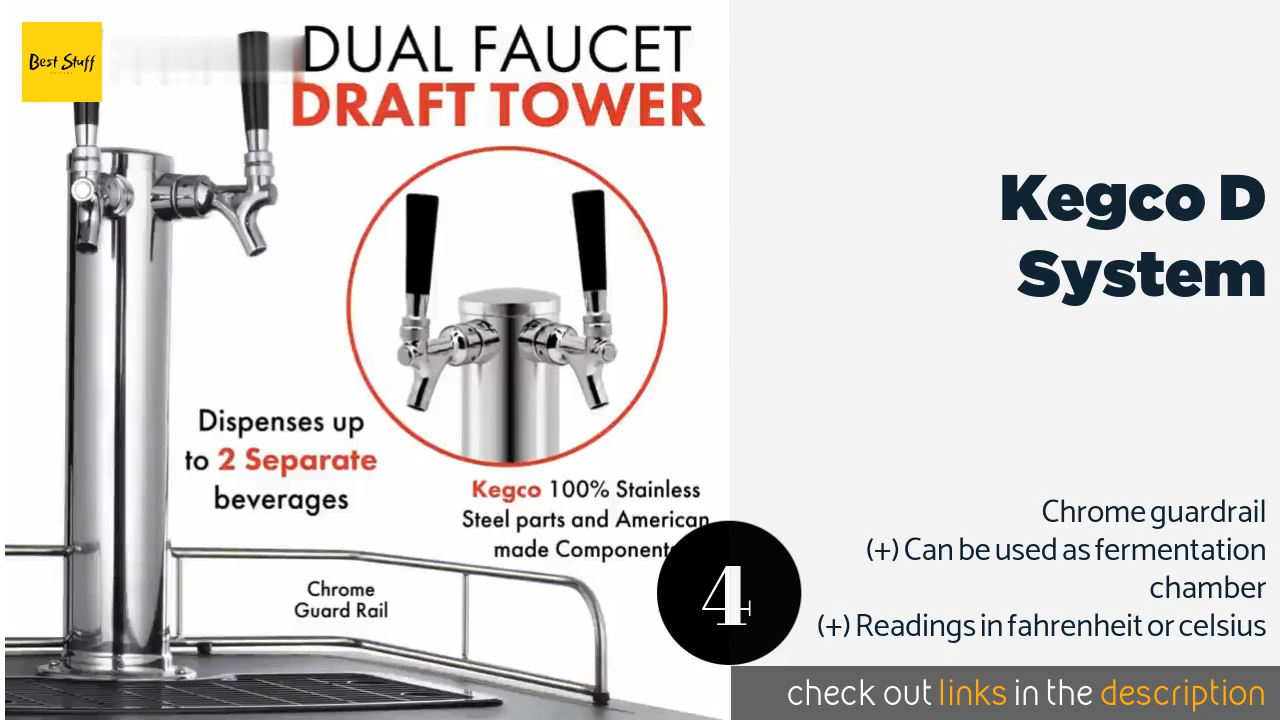 Best Stuff
DUAL FAUCET
DRAFT TOWER
Dispenses up
to 2 Separate
beverages
Kegco 100% Stainless
Steel parts and American
made Component
Chrome
Guard Rail
4
Kegco D
System
Chrome guardrail
(+) Can be used as fermentation
chamber
(+) Readings in fahrenheit or celsius
check out links in the description